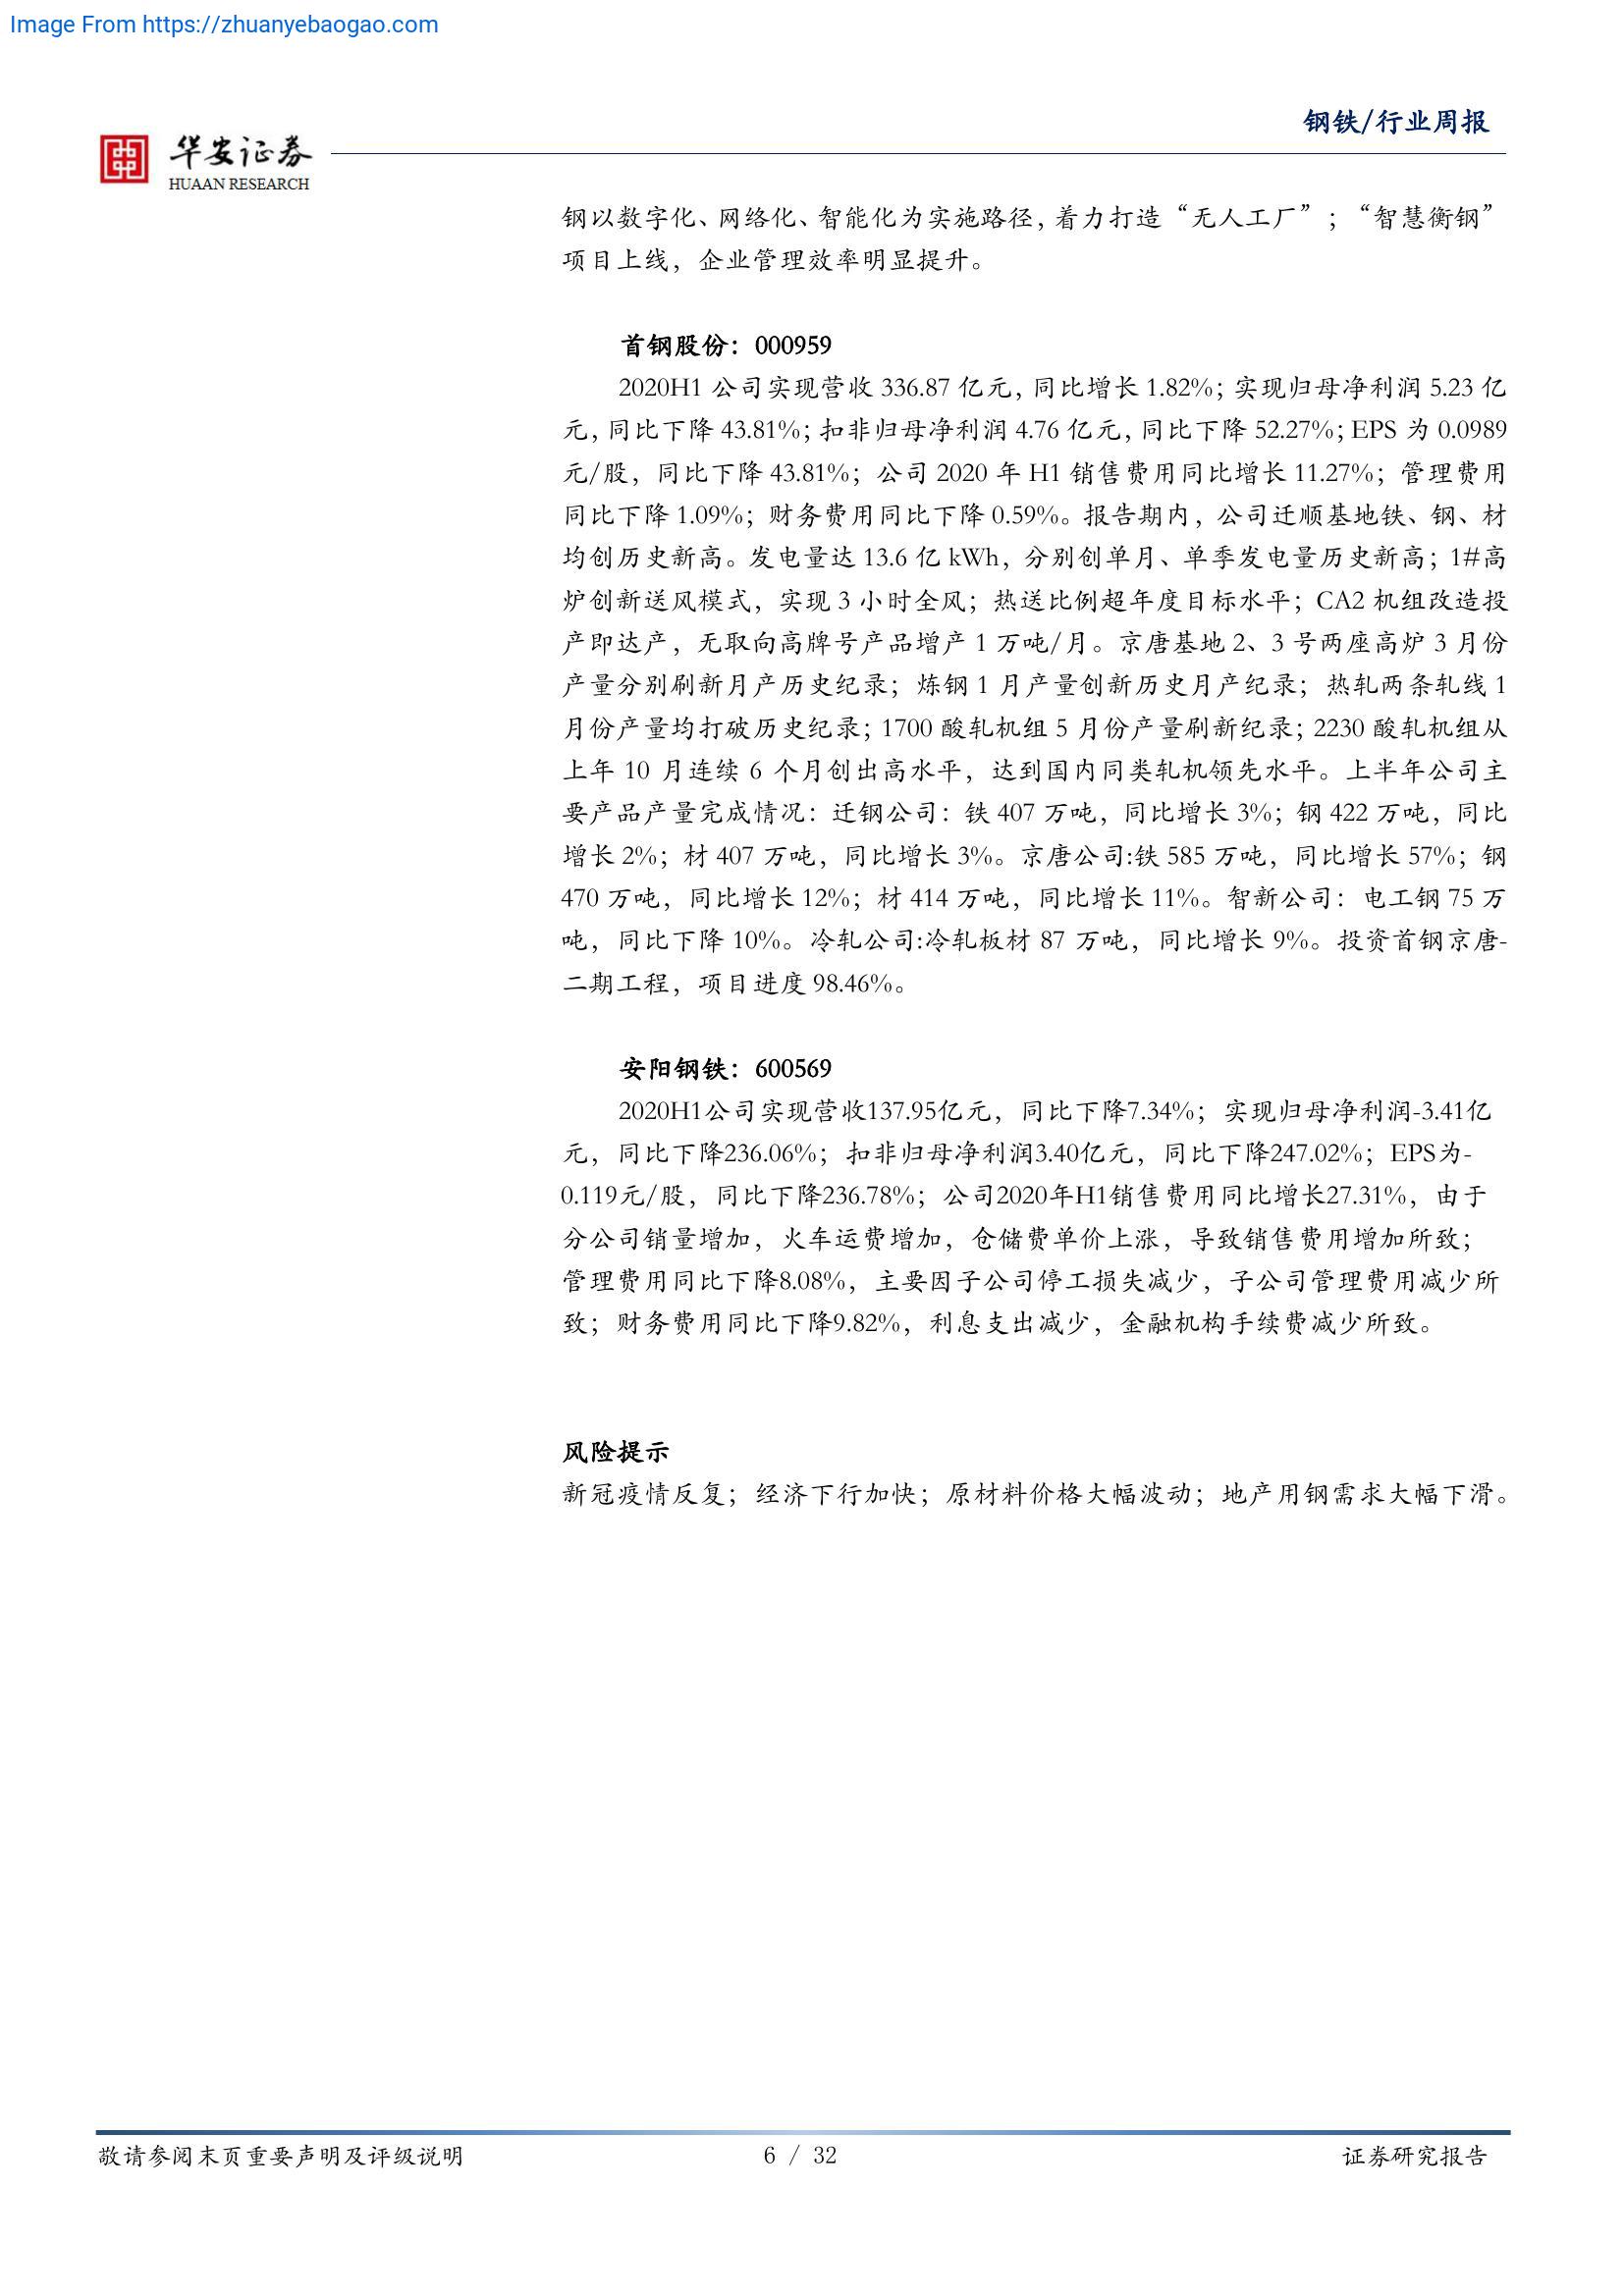 Image From https://zhuanyebaogao.com
钢铁/行业周报
华安证券
HUAAN RESEARCH
钢以数字化、网络化、智能化为实施路径，着力打造“无人工厂”；“智慧衡钢”
项目上线，企业管理效率明显提升。
首钢股份：000959
2020H1 公司实现营收 336.87 亿元，同比增长 1.82%；实现归母净利润 5.23 亿
元，同比下降 43.81%；扣非归母净利润 4.76 亿元，同比下降 52.27%；EPS 为 0.0989
元/股，同比下降 43.81%；公司 2020 年 H1 销售费用同比增长 11.27%；管理费用
同比下降 1.09%；财务费用同比下降 0.59%。报告期内，公司迁顺基地铁、钢、材
均创历史新高。发电量达 13.6 亿 kWh，分别创单月、单季发电量历史新高；1#高
炉创新送风模式，实现 3 小时全风；热送比例超年度目标水平；CA2 机组改造投
产即达产，无取向高牌号产品增产 1 万吨/月。京唐基地 2、3 号两座高炉 3 月份
产量分别刷新月产历史纪录；炼钢 1 月产量创新历史月产纪录；热轧两条轧线 1
月份产量均打破历史纪录；1700 酸轧机组 5 月份产量刷新纪录；2230 酸轧机组从
上年 10 月连续 6 个月创出高水平，达到国内同类轧机领先水平。上半年公司主
要产品产量完成情况：迁钢公司：铁 407 万吨，同比增长 3%；钢 422 万吨，同比
增长 2%；材 407 万吨，同比增长 3%。京唐公司:铁 585 万吨，同比增长 57%；钢
470 万吨，同比增长 12%；材 414 万吨，同比增长 11%。智新公司：电工钢 75 万
吨，同比下降 10%。冷轧公司:冷轧板材 87 万吨，同比增长 9%。投资首钢京唐-
二期工程，项目进度 98.46%。
安阳钢铁：600569
2020H1公司实现营收137.95亿元，同比下降7.34%；实现归母净利润-3.41亿
元，同比下降236.06%；扣非归母净利润3.40亿元，同比下降247.02%；EPS为-
0.119元/股，同比下降236.78%；公司2020年H1销售费用同比增长27.31%，由于
分公司销量增加，火车运费增加，仓储费单价上涨，导致销售费用增加所致；
管理费用同比下降8.08%，主要因子公司停工损失减少，子公司管理费用减少所
致；财务费用同比下降9.82%，利息支出减少，金融机构手续费减少所致。
风险提示
新冠疫情反复；经济下行加快；原材料价格大幅波动；地产用钢需求大幅下滑。
敬请参阅末页重要声明及评级说明
6 / 32
证券研究报告